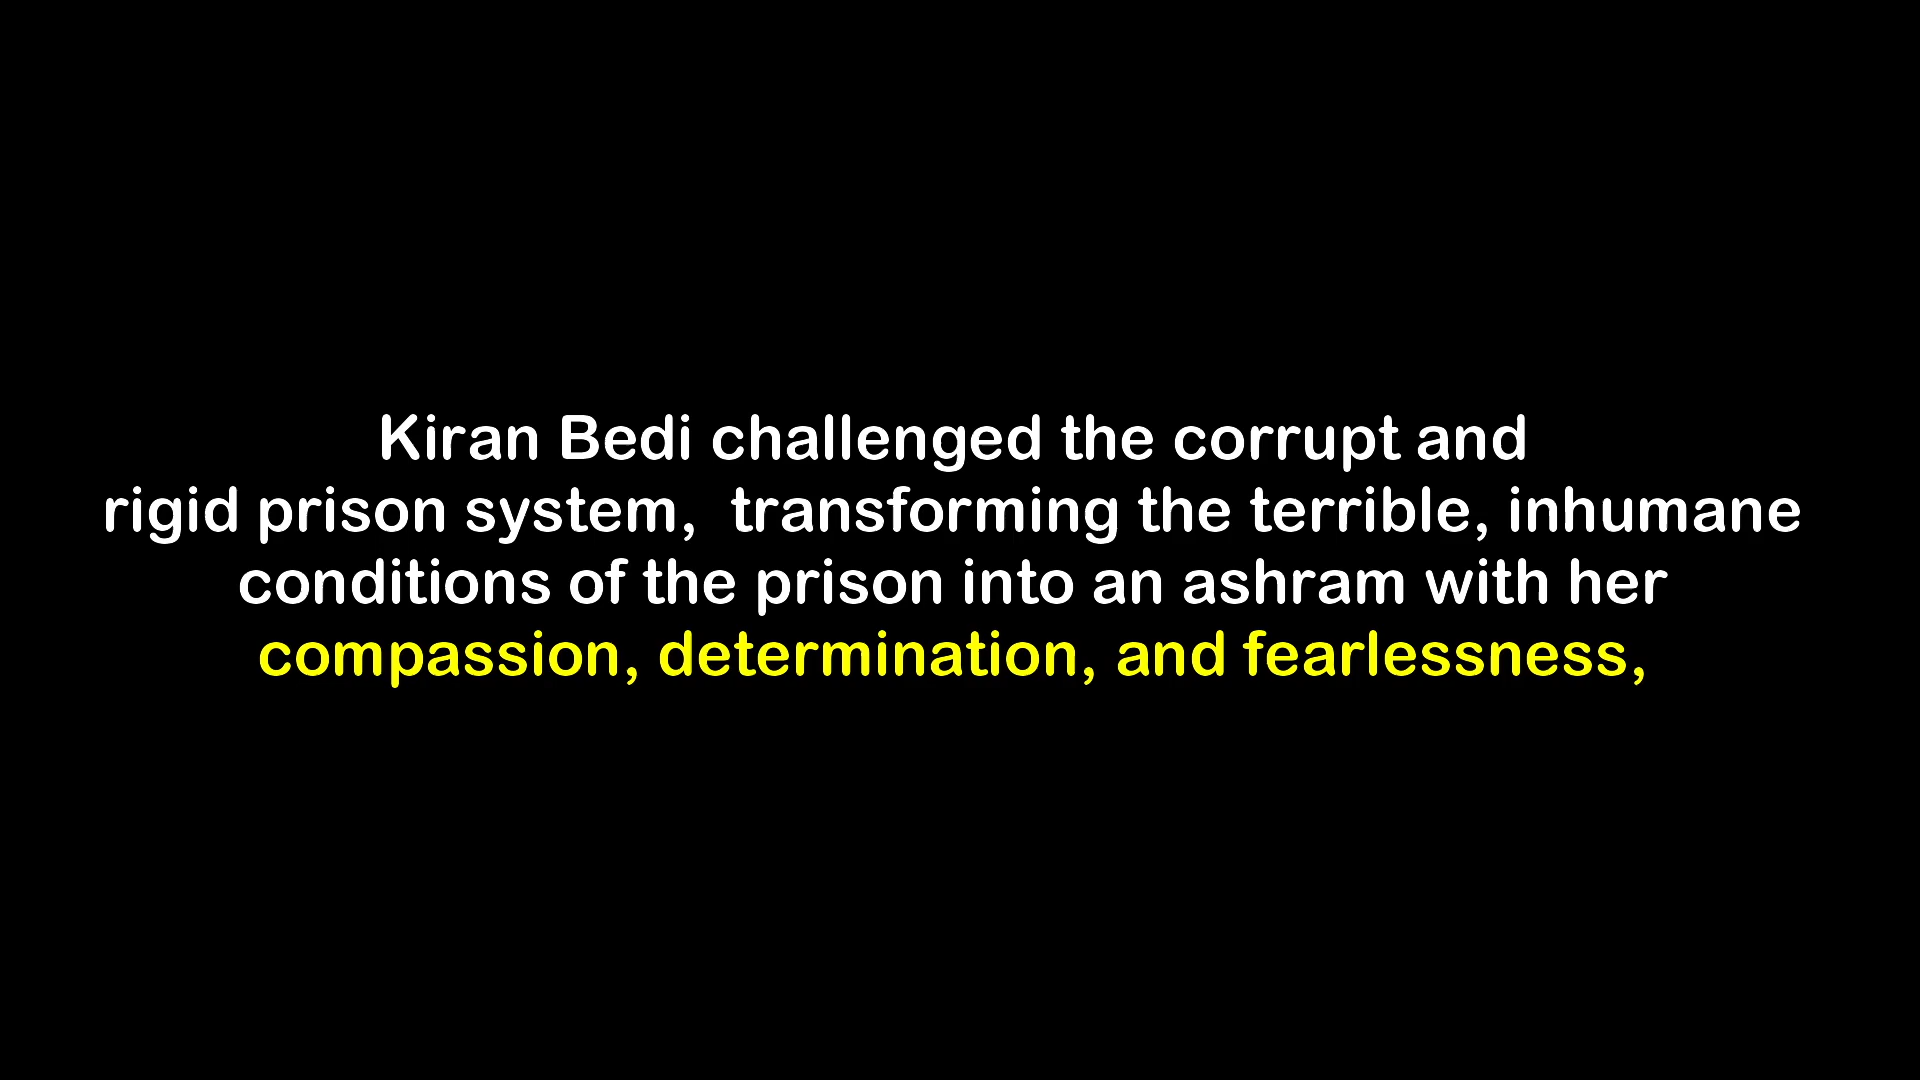 Kiran Bedi challenged the corrupt and
rigid prison system,  transforming the terrible, inhumane
conditions of the prison into an ashram with her
compassion, determination, and fearlessness,